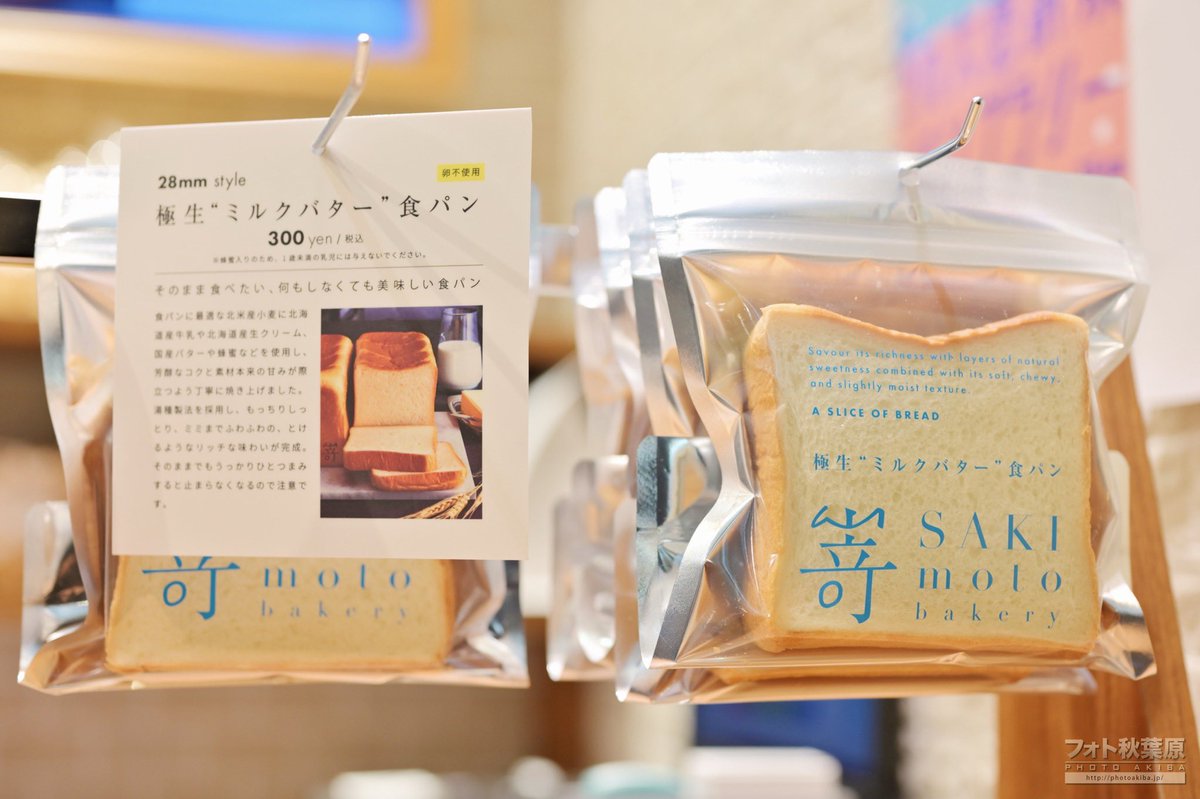 28mm style
卵不使用
極生“ミルクバター”食パン
300 yen / 税込
※蜂蜜入りのため、1歳未満の乳児には与えないでください。
そのまま食べたい、何もしなくても美味しい食パン
食パンに最適な北米産小麦に北海
道産牛乳や北海道産生クリーム、
国産バターや蜂蜜などを使用し、
芳醇なコクと素材本来の甘みが際
立つよう丁寧に焼き上げました。
湯種製法を採用し、もっちりしっ
とり、ミミまでふわふわの、とけ
るようなリッチな味わいが完成。
そのままでもうっかりひとつまみ
すると止まらなくなるので注意で
す。
嵜
moto
bakery
Savour its richness with layers of natural
sweetness combined with its soft, chewy,
and slightly moist texture.
A SLICE OF BREAD
極生“ミルクバター”食パン
嵜
SAKI
moto
bakery
フォト秋葉原
PHOTO AKIBA
http://photoakiba.jp/